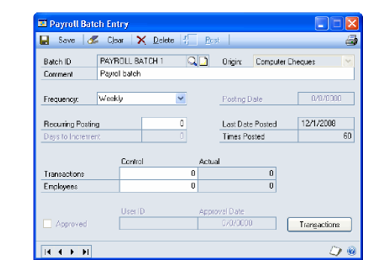 Payroll Batch Entry
Save Clear Delete Post
Batch ID PAYROLL BATCH 1 Origin: Computer Cheques
Comment Payroll batch
Frequency: Weekly Posting Date 0/0/0000
Recurring Posting 0 Last Date Posted 12/1/2008
Days to Increment 0 Times Posted 60
Control Actual
Transactions 0 0
Employees 0 0
User ID Approval Date
Approved 0/0/0000 Transactions